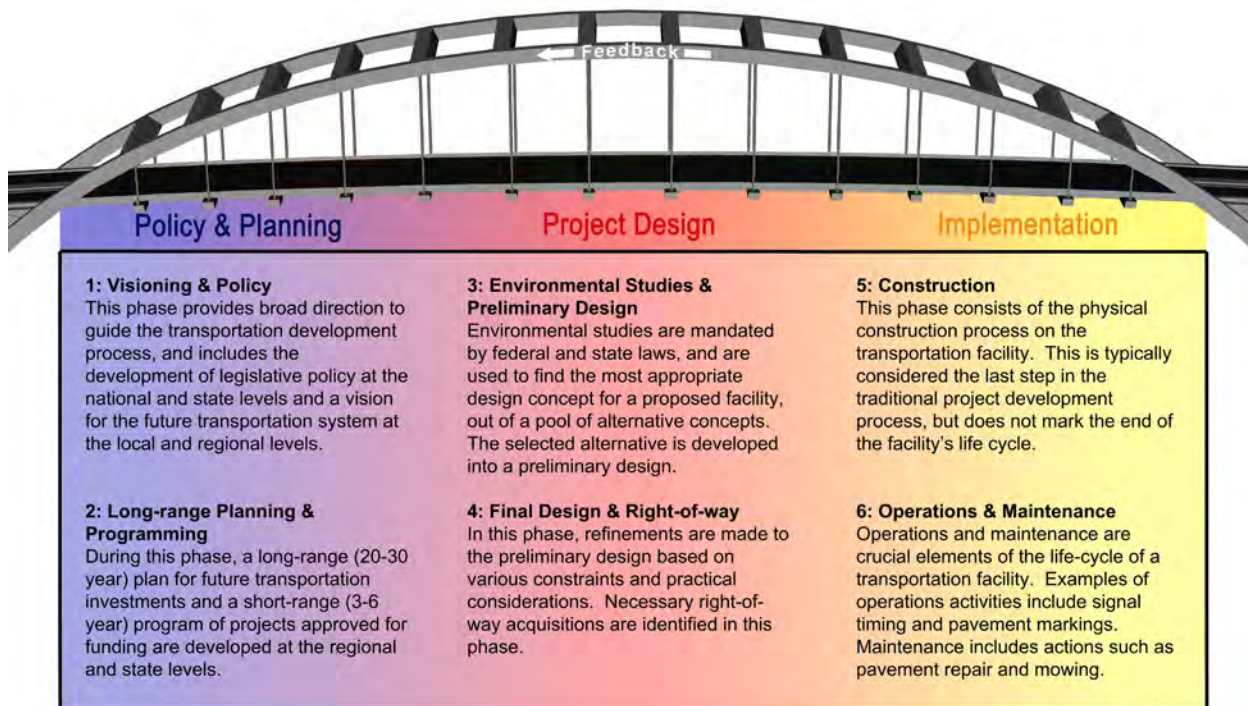 Feedback
Policy & Planning
Project Design
Implementation
1: Visioning & Policy
This phase provides broad direction to
guide the transportation development
process, and includes the
development of legislative policy at the
national and state levels and a vision
for the future transportation system at
the local and regional levels.
2: Long-range Planning &
Programming
During this phase, a long-range (20-30
year) plan for future transportation
investments and a short-range (3-6
year) program of projects approved for
funding are developed at the regional
and state levels.
3: Environmental Studies &
Preliminary Design
Environmental studies are mandated
by federal and state laws, and are
used to find the most appropriate
design concept for a proposed facility,
out of a pool of alternative concepts.
The selected alternative is developed
into a preliminary design.
4: Final Design & Right-of-way
In this phase, refinements are made to
the preliminary design based on
various constraints and practical
considerations.  Necessary right-of-
way acquisitions are identified in this
phase.
5: Construction
This phase consists of the physical
construction process on the
transportation facility.  This is typically
considered the last step in the
traditional project development
process, but does not mark the end of
the facility's life cycle.
6: Operations & Maintenance
Operations and maintenance are
crucial elements of the life-cycle of a
transportation facility.  Examples of
operations activities include signal
timing and pavement markings.
Maintenance includes actions such as
pavement repair and mowing.